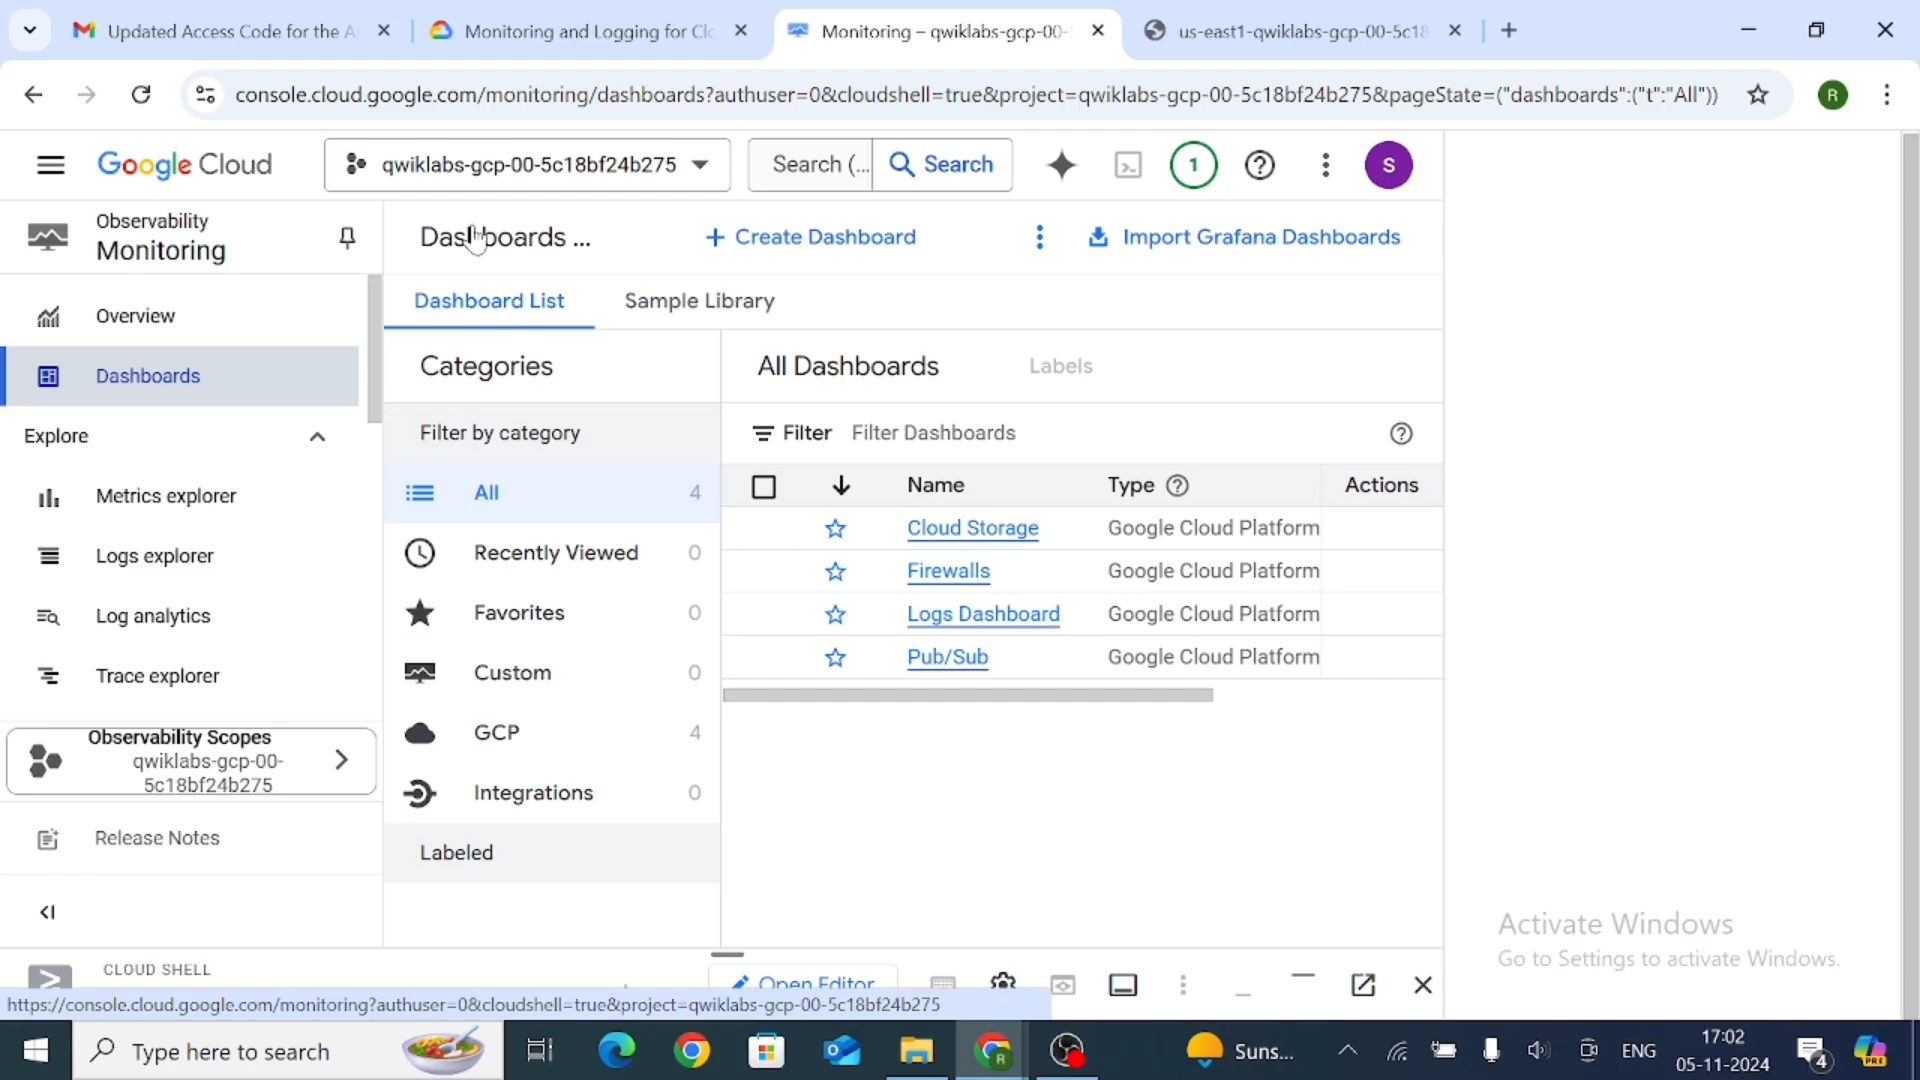 Updated Access Code for the A
Monitoring and Logging for Clo
Monitoring – qwiklabs-gcp-00-
us-east1-qwiklabs-gcp-00-5c18
console.cloud.google.com/monitoring/dashboards?authuser=0&cloudshell=true&project=qwiklabs-gcp-00-5c18bf24b275&pageState=("dashboards":("t":"All"))
R
Google Cloud
qwiklabs-gcp-00-5c18bf24b275
Search (...
Search
1
S
Observability
Monitoring
Dashboards ...
Create Dashboard
Import Grafana Dashboards
Overview
Dashboards
Explore
Metrics explorer
Logs explorer
Log analytics
Trace explorer
Observability Scopes
qwiklabs-gcp-00-
5c18bf24b275
Release Notes
Dashboard List
Sample Library
Categories
Filter by category
All 4
Recently Viewed 0
Favorites 0
Custom 0
GCP 4
Integrations 0
Labeled
All Dashboards
Labels
Filter Filter Dashboards
Name Type Actions
Cloud Storage Google Cloud Platform
Firewalls Google Cloud Platform
Logs Dashboard Google Cloud Platform
Pub/Sub Google Cloud Platform
Activate Windows
Go to Settings to activate Windows.
CLOUD SHELL
Open Editor
https://console.cloud.google.com/monitoring?authuser=0&cloudshell=true&project=qwiklabs-gcp-00-5c18bf24b275
Type here to search
R
Suns...
ENG
17:02
05-11-2024
4
PRE